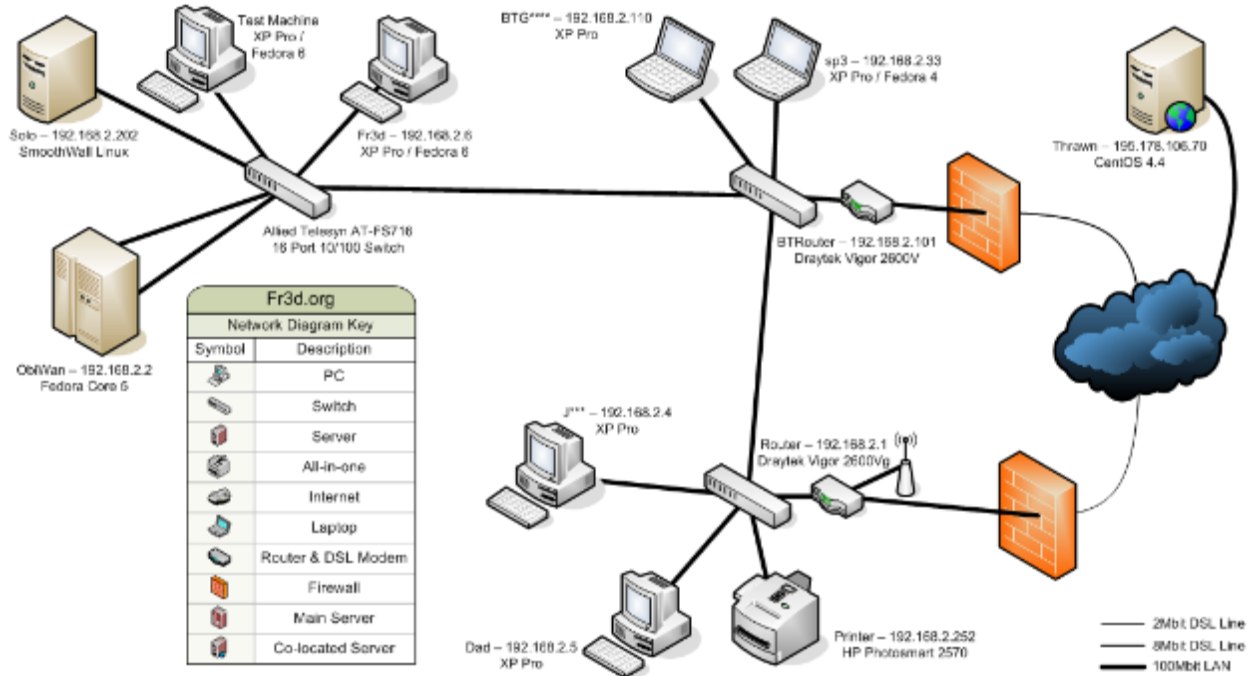 Test Machine
XP Pro /
Fedora 6
Solo – 192.168.2.202
SmoothWall Linux
Fr3d – 192.168.2.6
XP Pro / Fedora 6
Allied Telesyn AT-FS716
16 Port 10/100 Switch
ObiWan – 192.168.2.2
Fedora Core 5
BTG**** – 192.168.2.110
XP Pro
sp3 – 192.168.2.33
XP Pro / Fedora 4
Thrawn – 195.178.106.70
CentOS 4.4
BTRouter – 192.168.2.101
Draytek Vigor 2600V
Fr3d.org
Network Diagram Key
Symbol Description
PC
Switch
Server
All-in-one
Internet
Laptop
Router & DSL Modem
Firewall
Main Server
Co-located Server
J*** – 192.168.2.4
XP Pro
Router – 192.168.2.1
Draytek Vigor 2600Vg
Dad – 192.168.2.5
XP Pro
Printer – 192.168.2.252
HP Photosmart 2570
2Mbit DSL Line
8Mbit DSL Line
100Mbit LAN